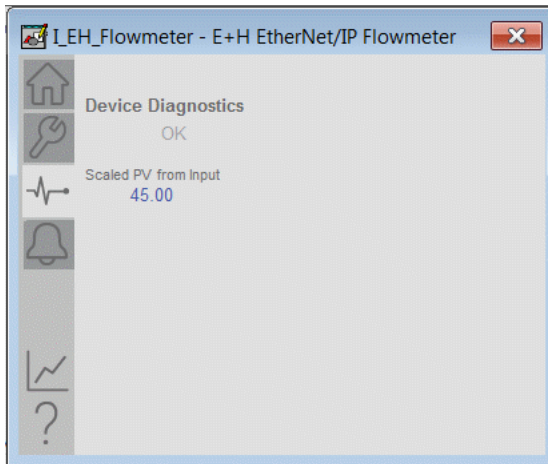 I_EH_Flowmeter - E+H EtherNet/IP Flowmeter
Device Diagnostics
OK
Scaled PV from Input
45.00
?